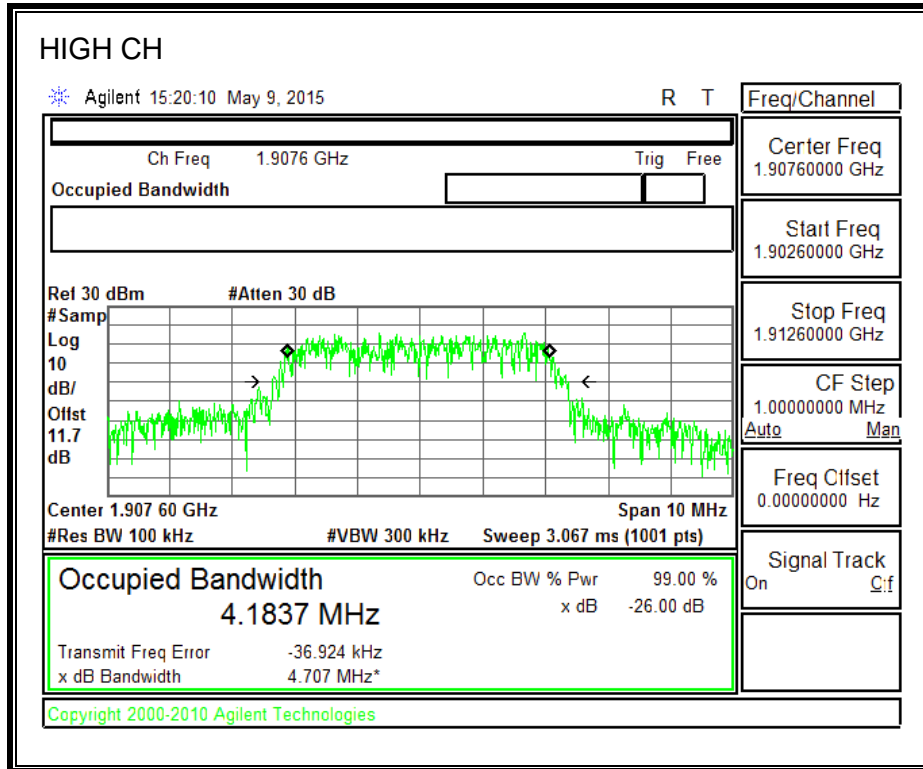 HIGH CH
Agilent 15:20:10 May 9, 2015 R T
Freq/Channel
Ch Freq 1.9076 GHz Trig Free
Occupied Bandwidth
Center Freq
1.90760000 GHz
Start Freq
1.90260000 GHz
Stop Freq
1.91260000 GHz
CF Step
1.00000000 MHz
Auto Man
Freq Offset
0.00000000 Hz
Signal Track
On Off
Ref 30 dBm #Atten 30 dB
#Samp
Log
10
dB/
Offst
11.7
dB
Center 1.907 60 GHz Span 10 MHz
#Res BW 100 kHz #VBW 300 kHz Sweep 3.067 ms (1001 pts)
Occupied Bandwidth Occ BW % Pwr 99.00 %
4.1837 MHz x dB -26.00 dB
Transmit Freq Error -36.924 kHz
x dB Bandwidth 4.707 MHz*
Copyright 2000-2010 Agilent Technologies